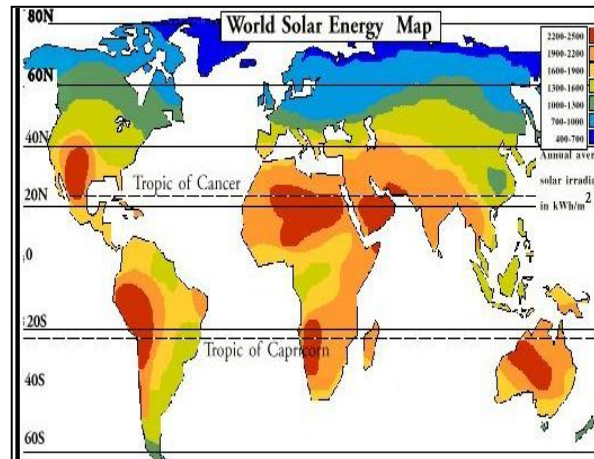 80N
World Solar Energy Map
2200-2500
1900-2200
1600-1900
1300-1600
1000-1300
700-1000
400-700
60N
40N
Annual aver
solar irradia
in kWh/m2
Tropic of Cancer
20N
0
20S
Tropic of Capricorn
40S
60S